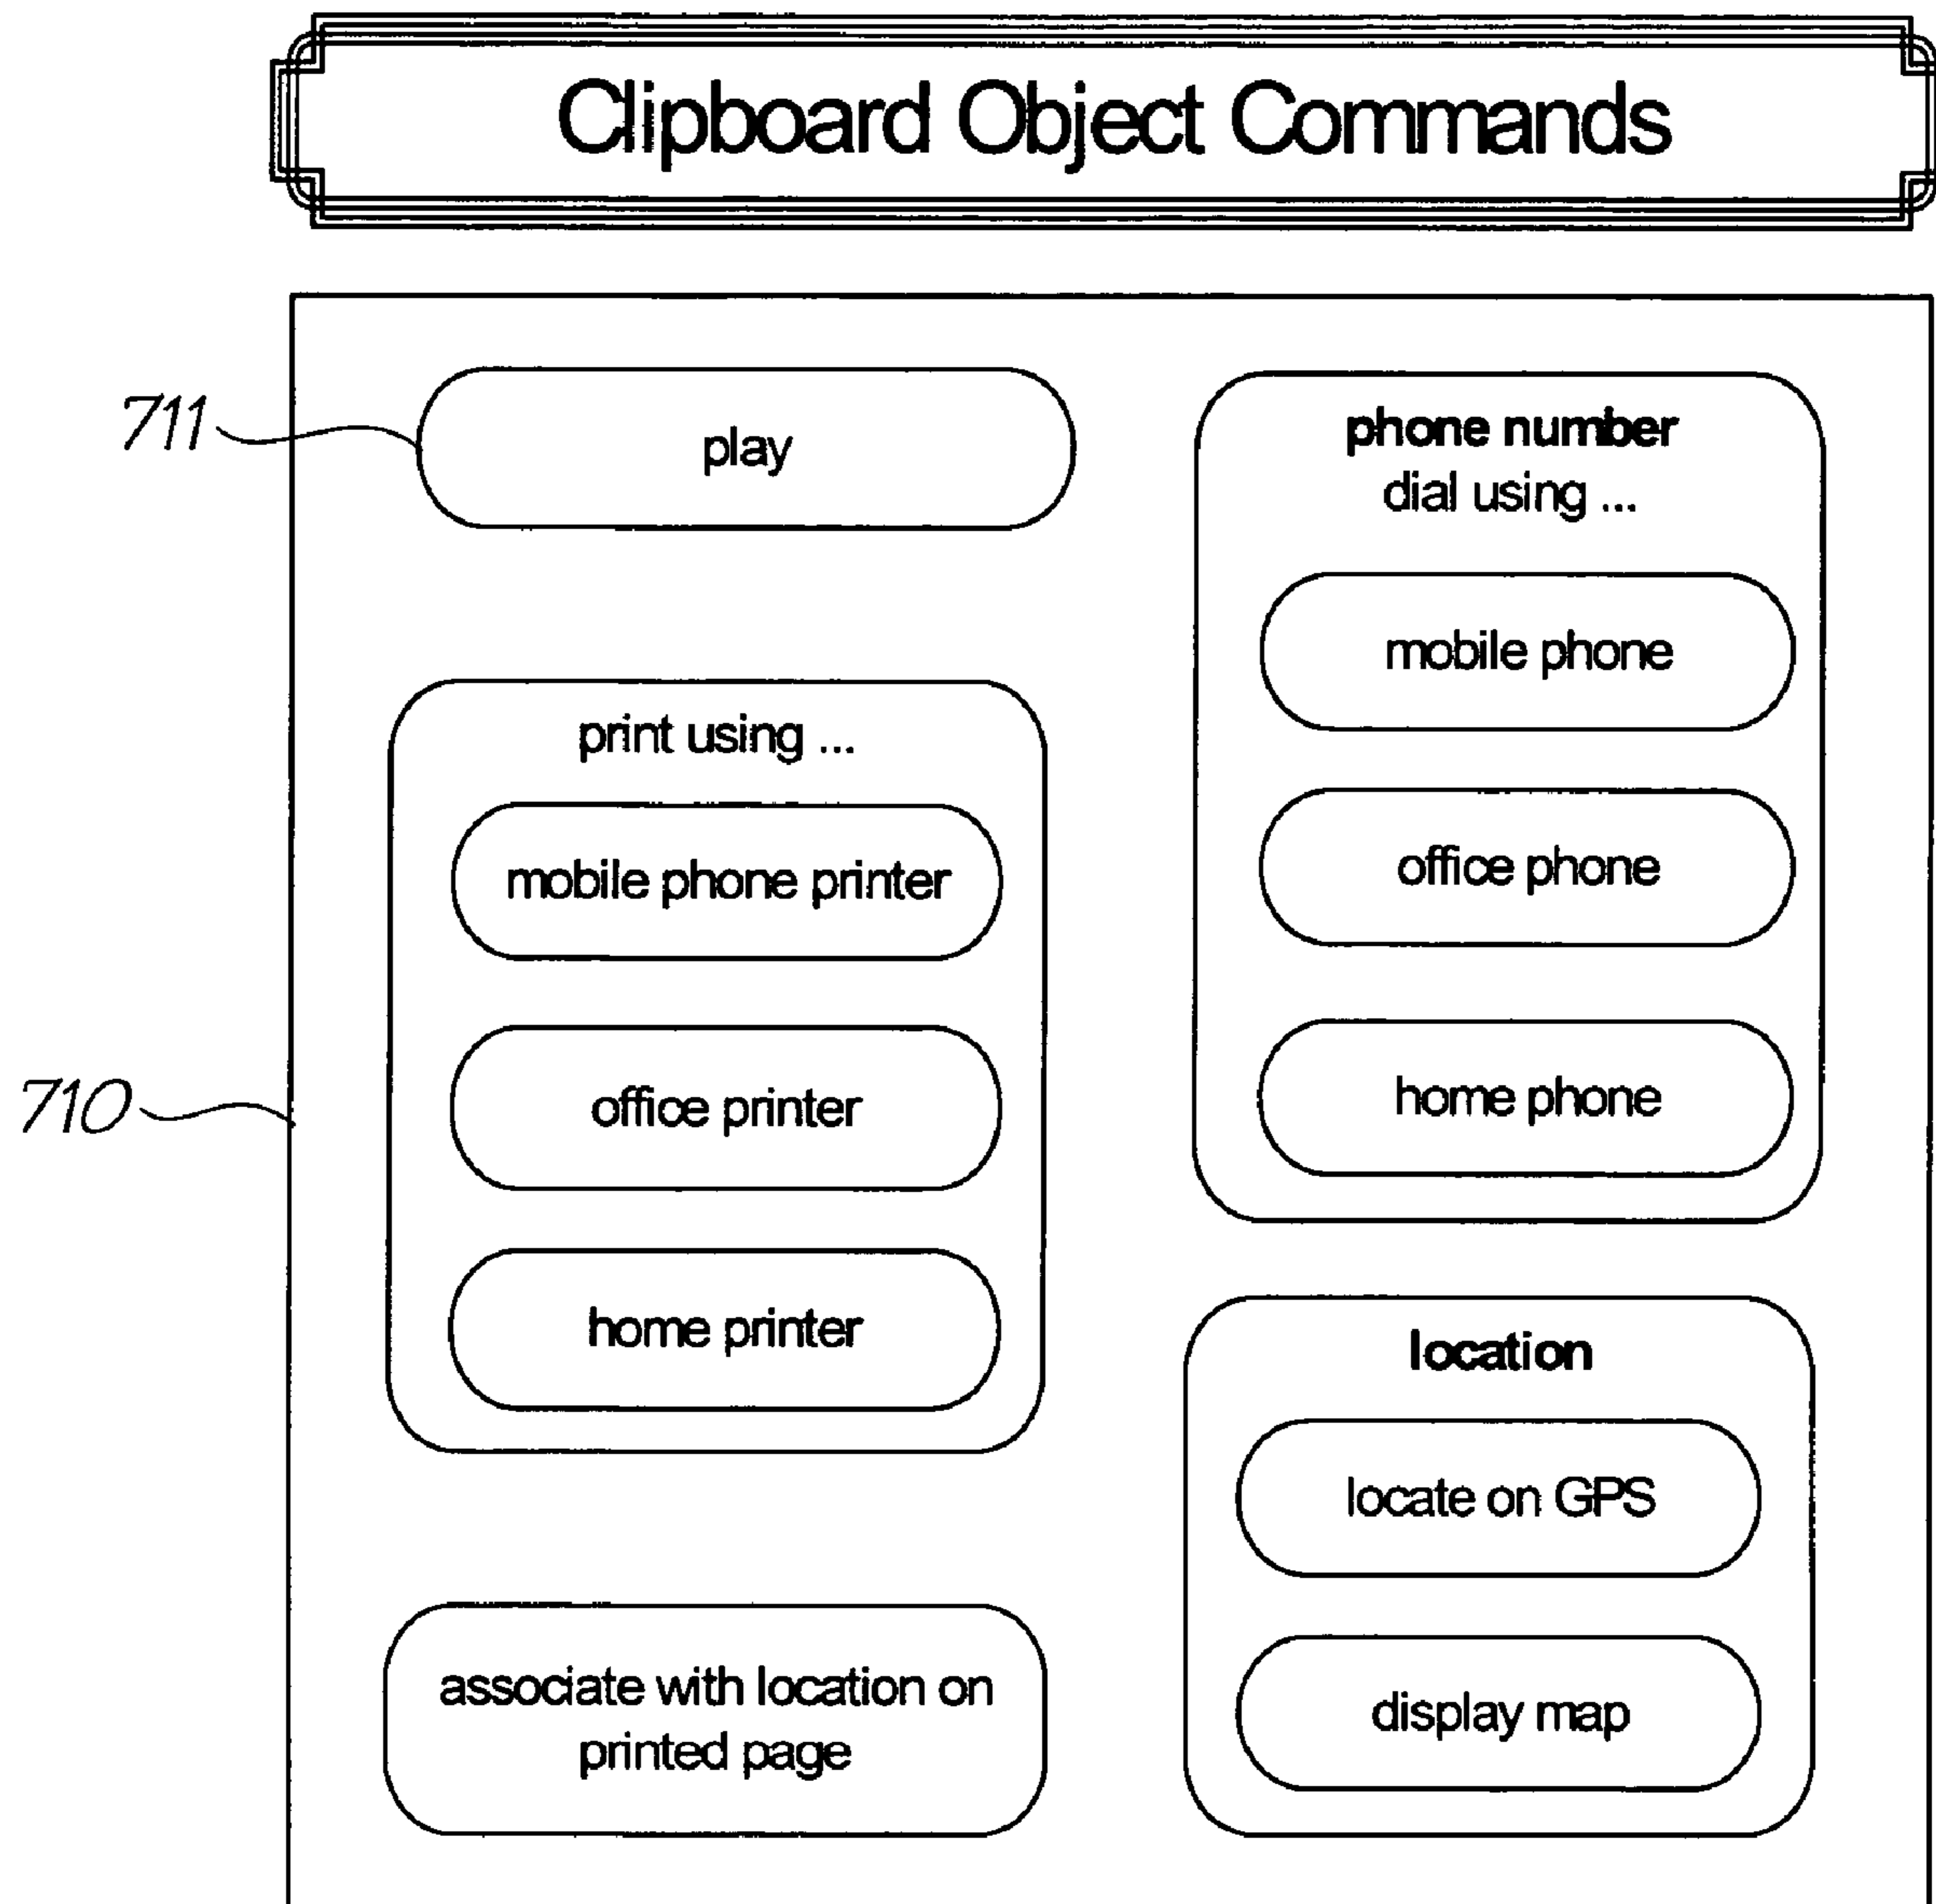 Clipboard Object Commands
711
play
print using ...
mobile phone printer
office printer
home printer
710
associate with location on
printed page
phone number
dial using ...
mobile phone
office phone
home phone
location
locate on GPS
display map